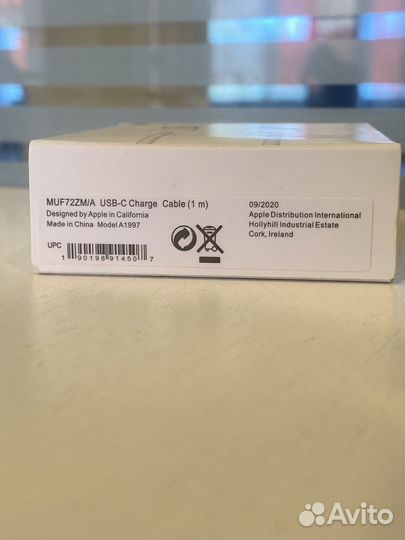 MUF72ZM/A USB-C Charge Cable (1 m)
Designed by Apple in California
Made in China Model A1997
UPC
1 90198 91450 7
09/2020
Apple Distribution International
Hollyhill Industrial Estate
Cork, Ireland
Avito